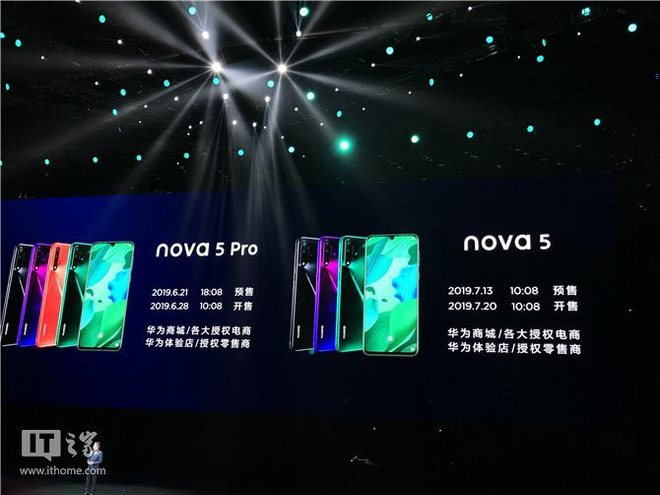 nova 5 Pro
2019.6.21 18:08 预售
2019.6.28 10:08 开售
华为商城/各大授权电商
华为体验店/授权零售商
nova 5
2019.7.13 10:08 预售
2019.7.20 10:08 开售
华为商城/各大授权电商
华为体验店/授权零售商
IT之家
www.ithome.com